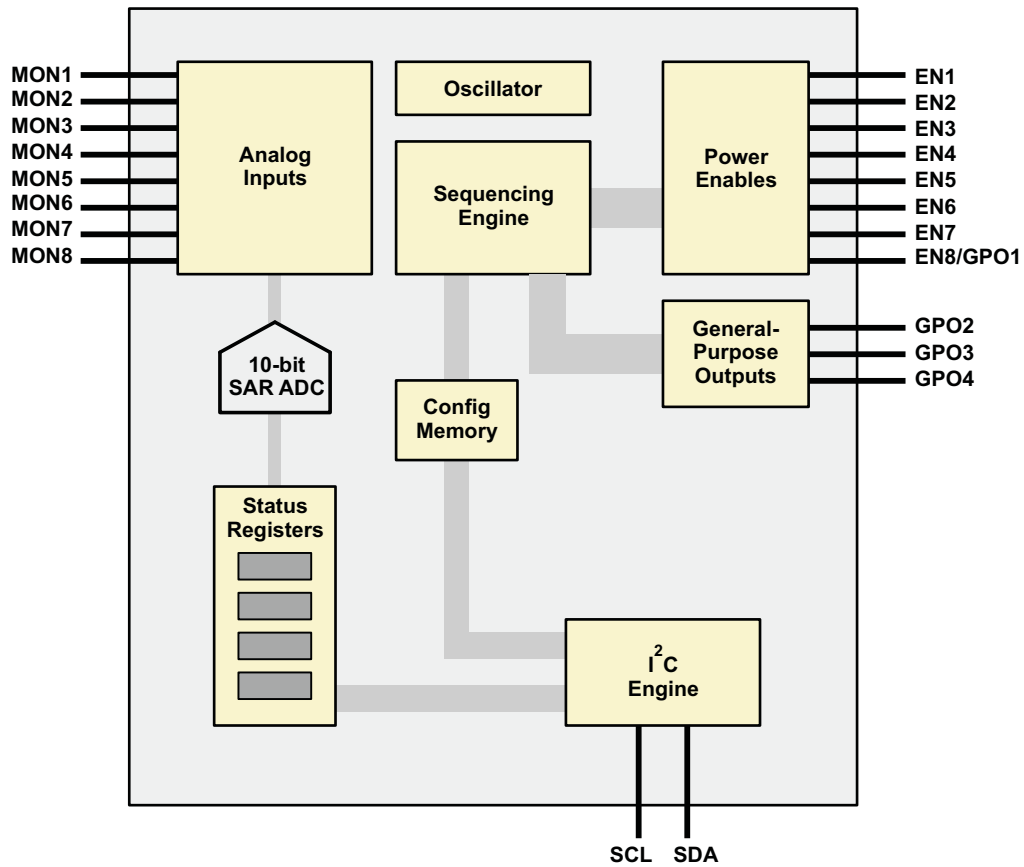 MON1
MON2
MON3
MON4
MON5
MON6
MON7
MON8
Analog
Inputs
Oscillator
Sequencing
Engine
Power
Enables
EN1
EN2
EN3
EN4
EN5
EN6
EN7
EN8/GPO1
General-
Purpose
Outputs
GPO2
GPO3
GPO4
10-bit
SAR ADC
Config
Memory
Status
Registers
I²C
Engine
SCL SDA